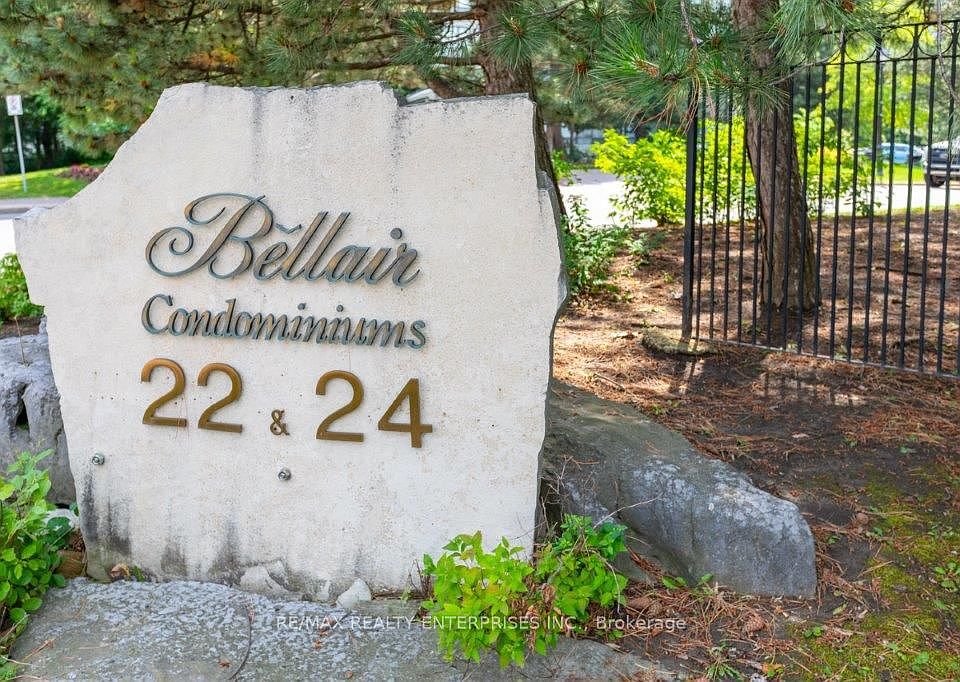 Bellair
Condominiums
22 & 24
RE/MAX REALTY ENTERPRISES INC., Brokerage